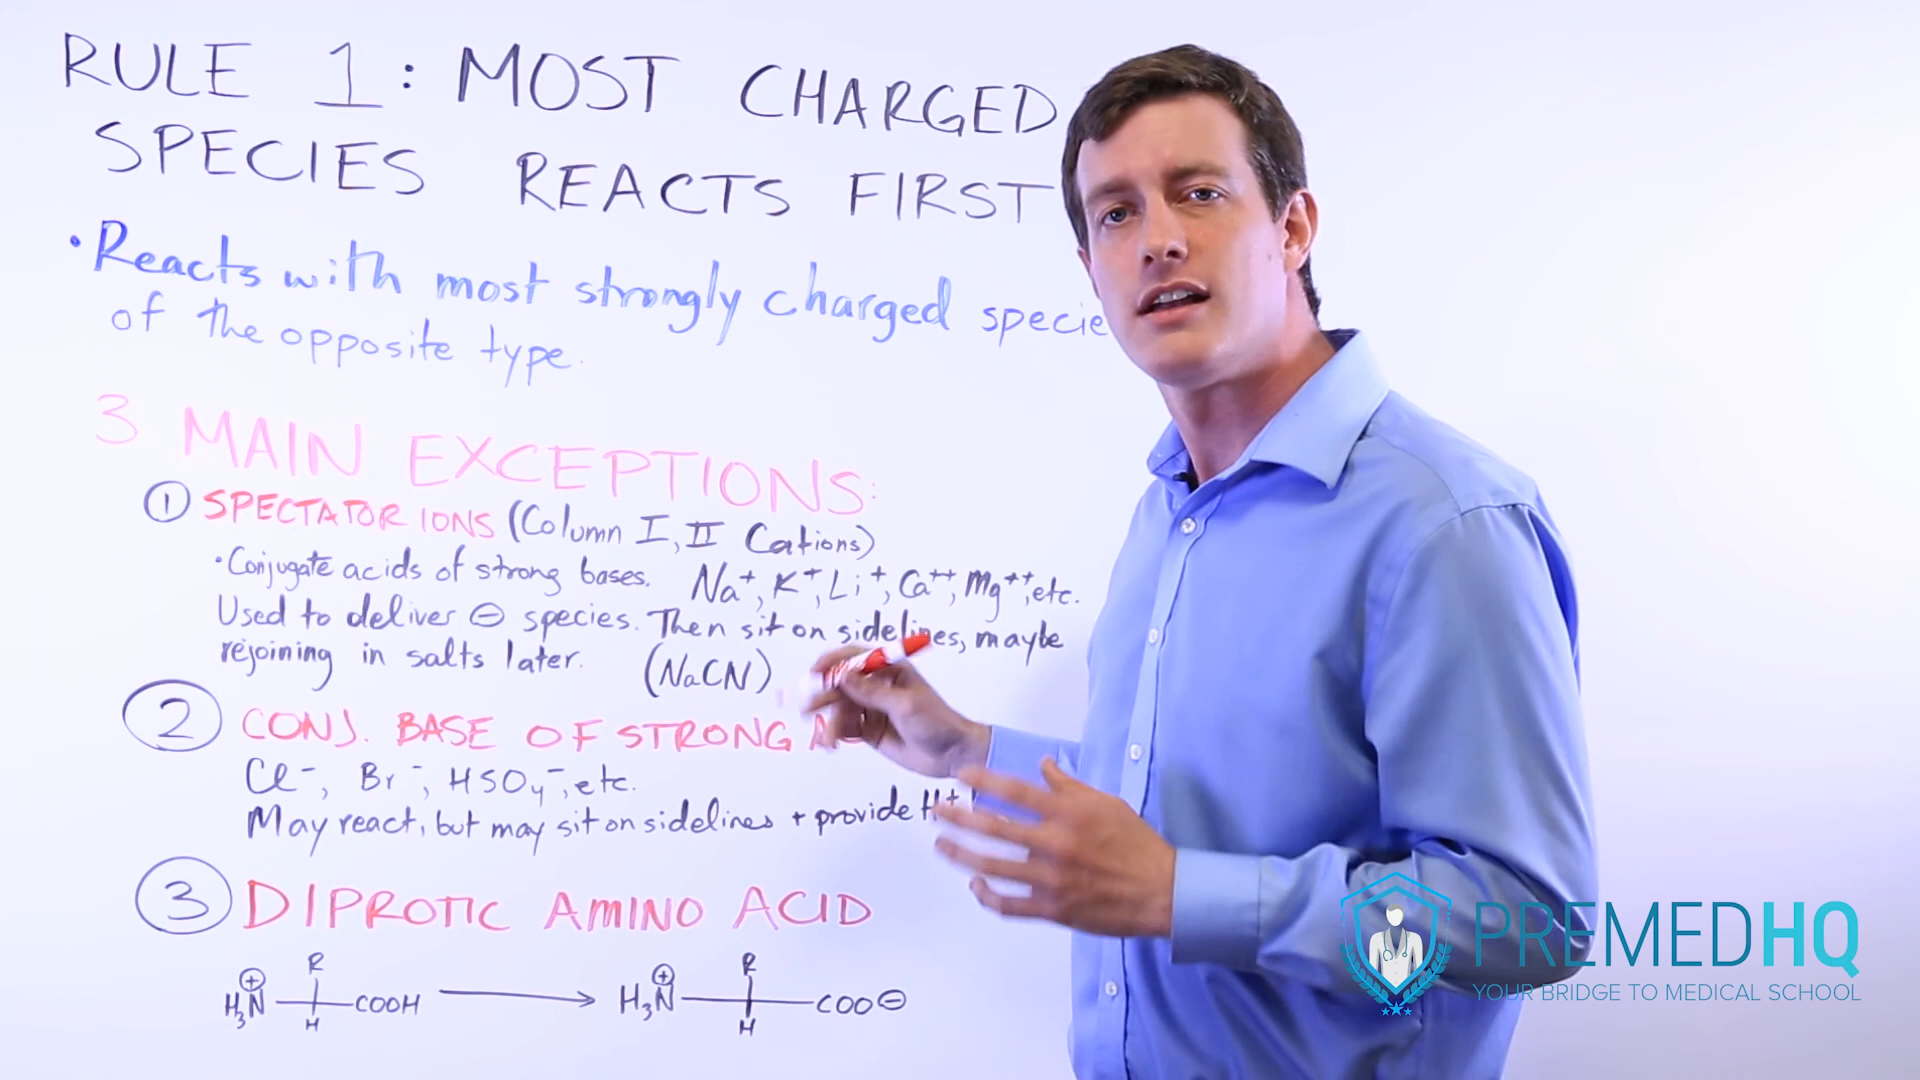 RULE 1: MOST CHARGED
SPECIES REACTS FIRST
• Reacts with most strongly charged specie
of the opposite type.
3 MAIN EXCEPTIONS:
① SPECTATOR IONS (Column I, II Cations)
• Conjugate acids of strong bases. Na⁺, K⁺, Li⁺, Ca⁺⁺, Mg⁺⁺, etc.
Used to deliver ⊖ species. Then sit on sidelines, maybe
rejoining in salts later. (NaCN)
② CONJ. BASE OF STRONG
Cl⁻, Br⁻, HSO₄⁻, etc.
May react, but may sit on sidelines + provide H⁺
③ DIPROTIC AMINO ACID
R R
⊕ ⊕
H₃N COOH → H₃N COO⊖
H H
PREMEDHQ
YOUR BRIDGE TO MEDICAL SCHOOL